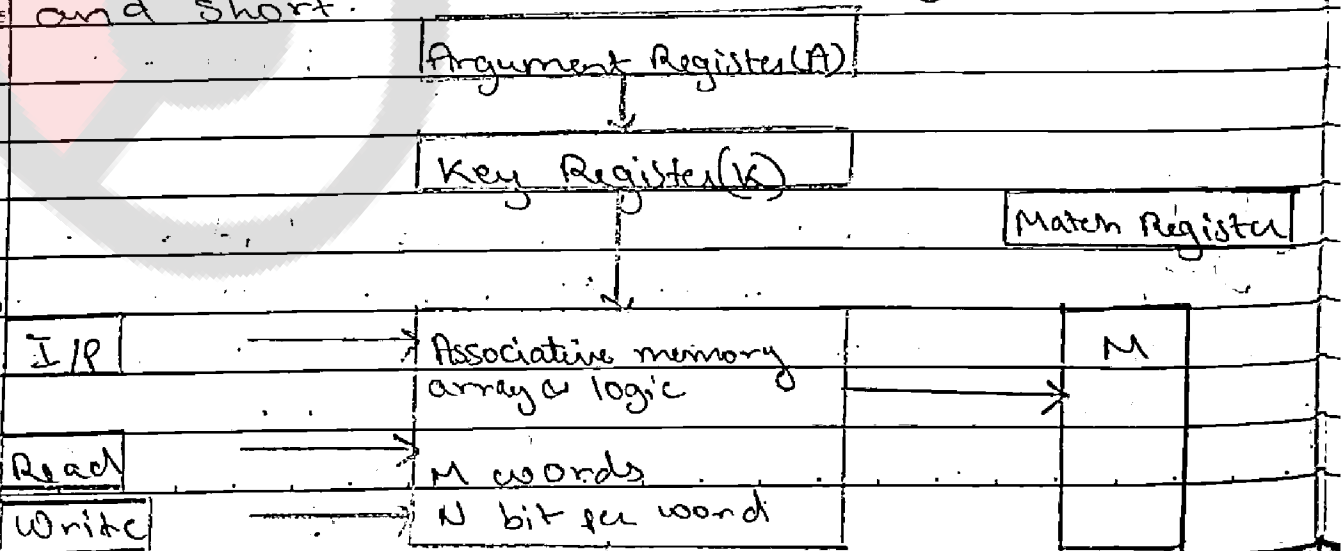 and short.
Argument Register(A)
Key Register(K)
Match Register
I/P
Associative memory
array & logic
M
Read
M words
Write
N bit per word